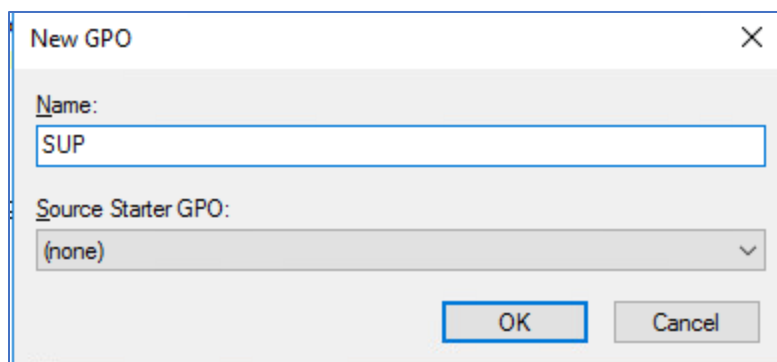 New GPO
Name:
SUP
Source Starter GPO:
(none)
OK Cancel